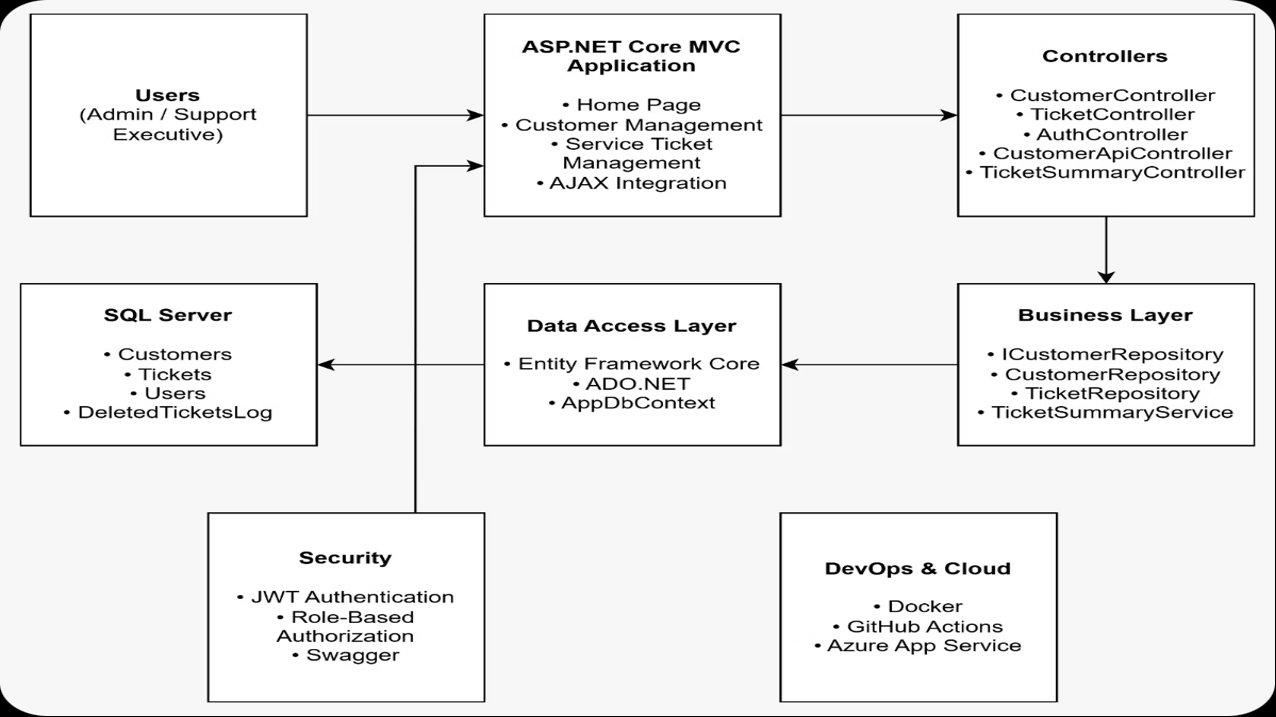 Users
(Admin / Support
Executive)
ASP.NET Core MVC
Application
• Home Page
• Customer Management
• Service Ticket
Management
• AJAX Integration
Controllers
• CustomerController
• TicketController
• AuthController
• CustomerApiController
• TicketSummaryController
SQL Server
• Customers
• Tickets
• Users
• DeletedTicketsLog
Data Access Layer
• Entity Framework Core
• ADO.NET
• AppDbContext
Business Layer
• ICustomerRepository
• CustomerRepository
• TicketRepository
• TicketSummaryService
Security
• JWT Authentication
• Role-Based
Authorization
• Swagger
DevOps & Cloud
• Docker
• GitHub Actions
• Azure App Service